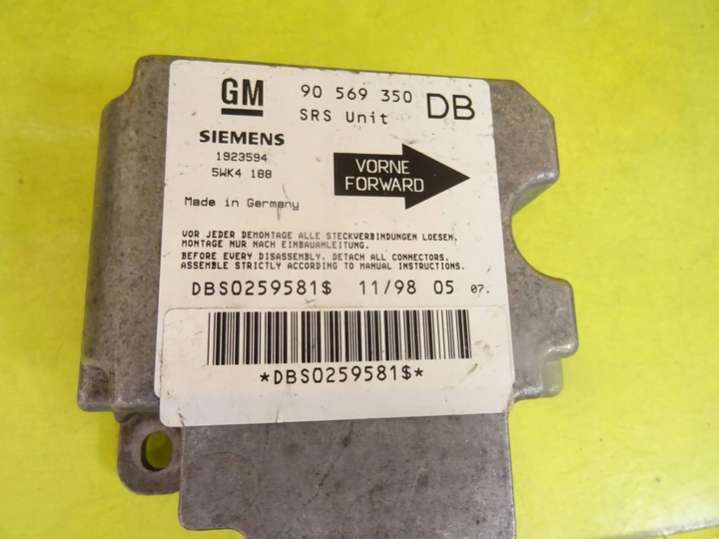 GM
90 569 350 DB
SRS Unit
SIEMENS
1923594
5WK4 188
VORNE
FORWARD
Made in Germany
VOR JEDER DEMONTAGE ALLE STECKVERBINDUNGEN LOESEN.
MONTAGE NUR NACH EINBAUANLEITUNG.
BEFORE EVERY DISASSEMBLY, DETACH ALL CONNECTORS.
ASSEMBLE STRICTLY ACCORDING TO MANUAL INSTRUCTIONS.
DBS0259581$ 11/98 05 07.
*DBS0259581$*